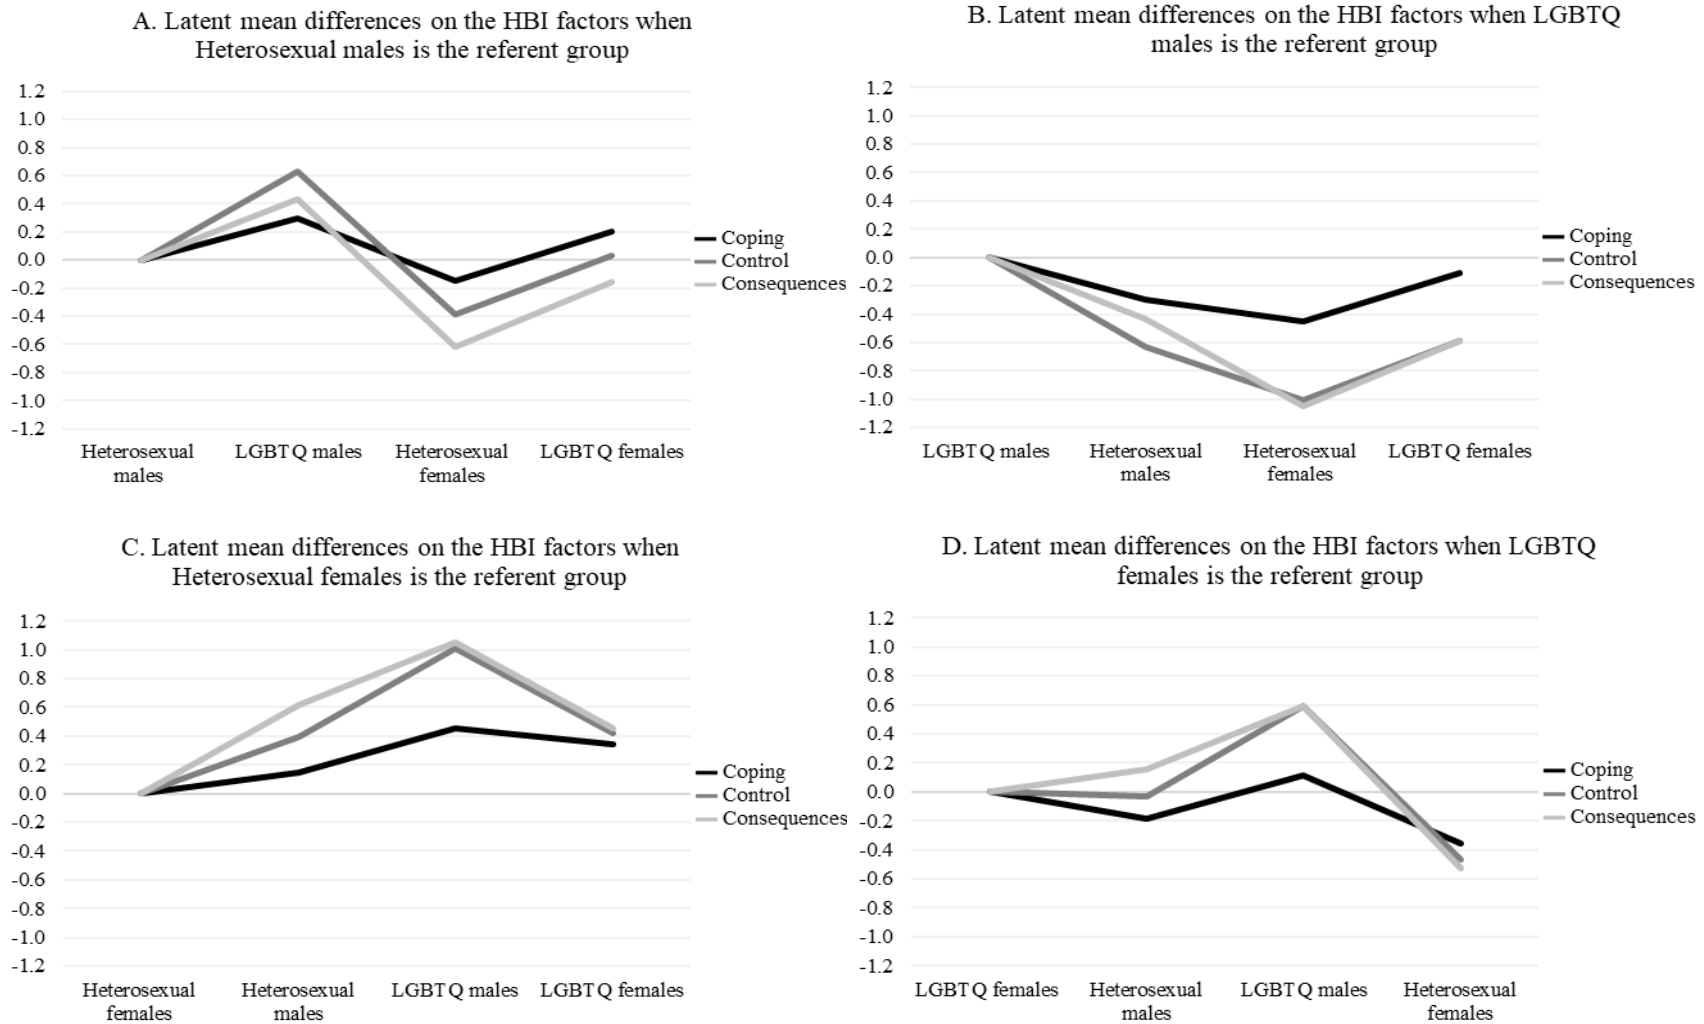 A. Latent mean differences on the HBI factors when
Heterosexual males is the referent group
1.2
1.0
0.8
0.6
0.4
0.2
0.0
-0.2
-0.4
-0.6
-0.8
-1.0
-1.2
Heterosexual
males
LGBTQ males
Heterosexual
females
LGBTQ females
Coping
Control
Consequences
B. Latent mean differences on the HBI factors when LGBTQ
males is the referent group
1.2
1.0
0.8
0.6
0.4
0.2
0.0
-0.2
-0.4
-0.6
-0.8
-1.0
-1.2
LGBTQ males
Heterosexual
males
Heterosexual
females
LGBTQ females
Coping
Control
Consequences
C. Latent mean differences on the HBI factors when
Heterosexual females is the referent group
1.2
1.0
0.8
0.6
0.4
0.2
0.0
-0.2
-0.4
-0.6
-0.8
-1.0
-1.2
Heterosexual
females
Heterosexual
males
LGBTQ males
LGBTQ females
Coping
Control
Consequences
D. Latent mean differences on the HBI factors when LGBTQ
females is the referent group
1.2
1.0
0.8
0.6
0.4
0.2
0.0
-0.2
-0.4
-0.6
-0.8
-1.0
-1.2
LGBTQ females
Heterosexual
males
LGBTQ males
Heterosexual
females
Coping
Control
Consequences